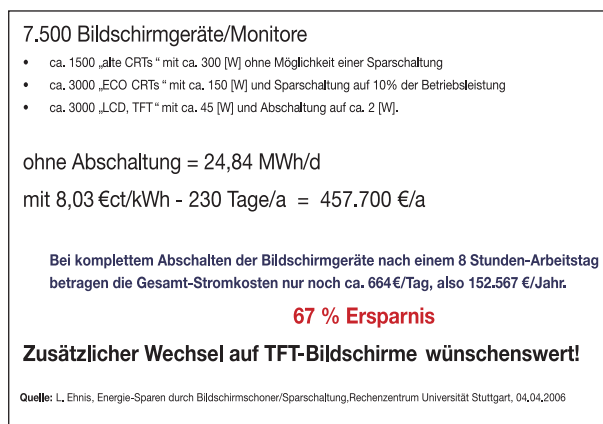 7.500 Bildschirmgeräte/Monitore
• ca. 1500 „alte CRTs “ mit ca. 300 [W] ohne Möglichkeit einer Sparschaltung
• ca. 3000 „ECO CRTs “ mit ca. 150 [W] und Sparschaltung auf 10% der Betriebsleistung
• ca. 3000 „LCD, TFT “ mit ca. 45 [W] und Abschaltung auf ca. 2 [W].
ohne Abschaltung = 24,84 MWh/d
mit 8,03 €ct/kWh - 230 Tage/a = 457.700 €/a
Bei komplettem Abschalten der Bildschirmgeräte nach einem 8 Stunden-Arbeitstag
betragen die Gesamt-Stromkosten nur noch ca. 664€/Tag, also 152.567 €/Jahr.
67 % Ersparnis
Zusätzlicher Wechsel auf TFT-Bildschirme wünschenswert!
Quelle: L. Ehnis, Energie-Sparen durch Bildschirmschoner/Sparschaltung,Rechenzentrum Universität Stuttgart, 04.04.2006